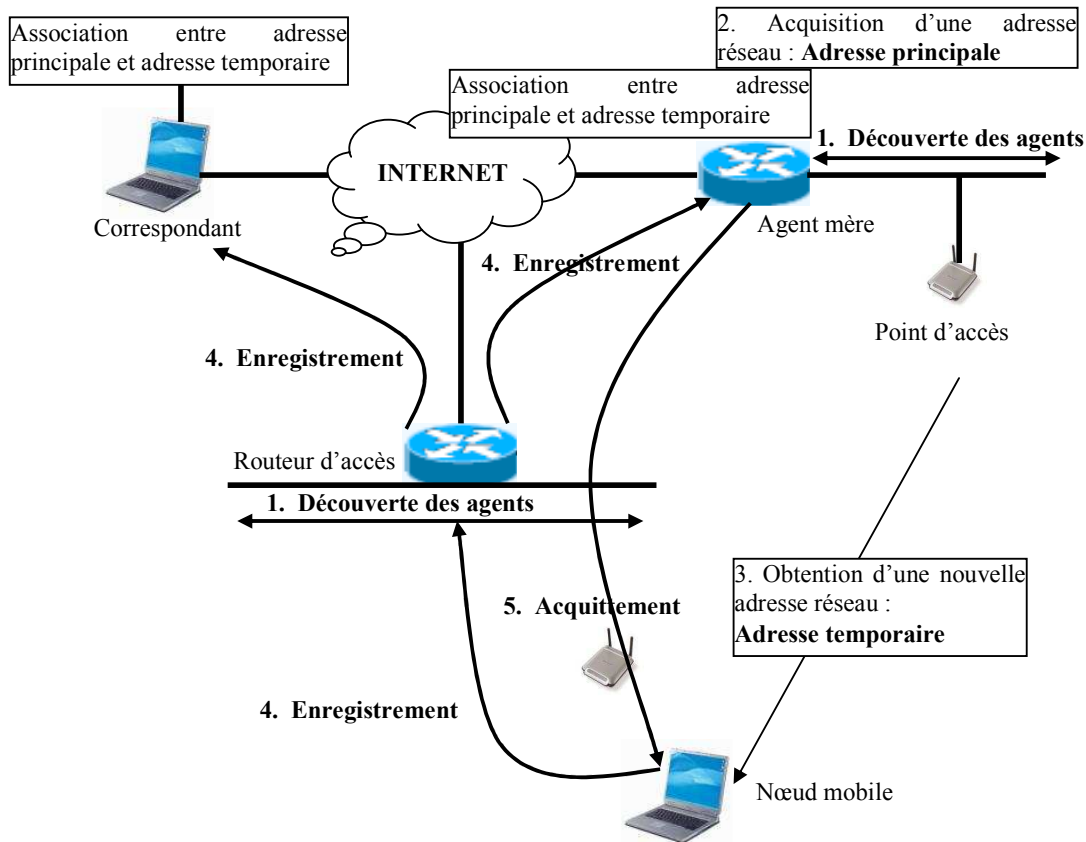 Association entre adresse
principale et adresse temporaire
2. Acquisition d’une adresse
réseau : Adresse principale
Association entre adresse
principale et adresse temporaire
1. Découverte des agents
INTERNET
Correspondant
Agent mère
4. Enregistrement
Point d’accès
4. Enregistrement
Routeur d’accès
1. Découverte des agents
3. Obtention d’une nouvelle
adresse réseau :
Adresse temporaire
5. Acquittement
4. Enregistrement
Nœud mobile